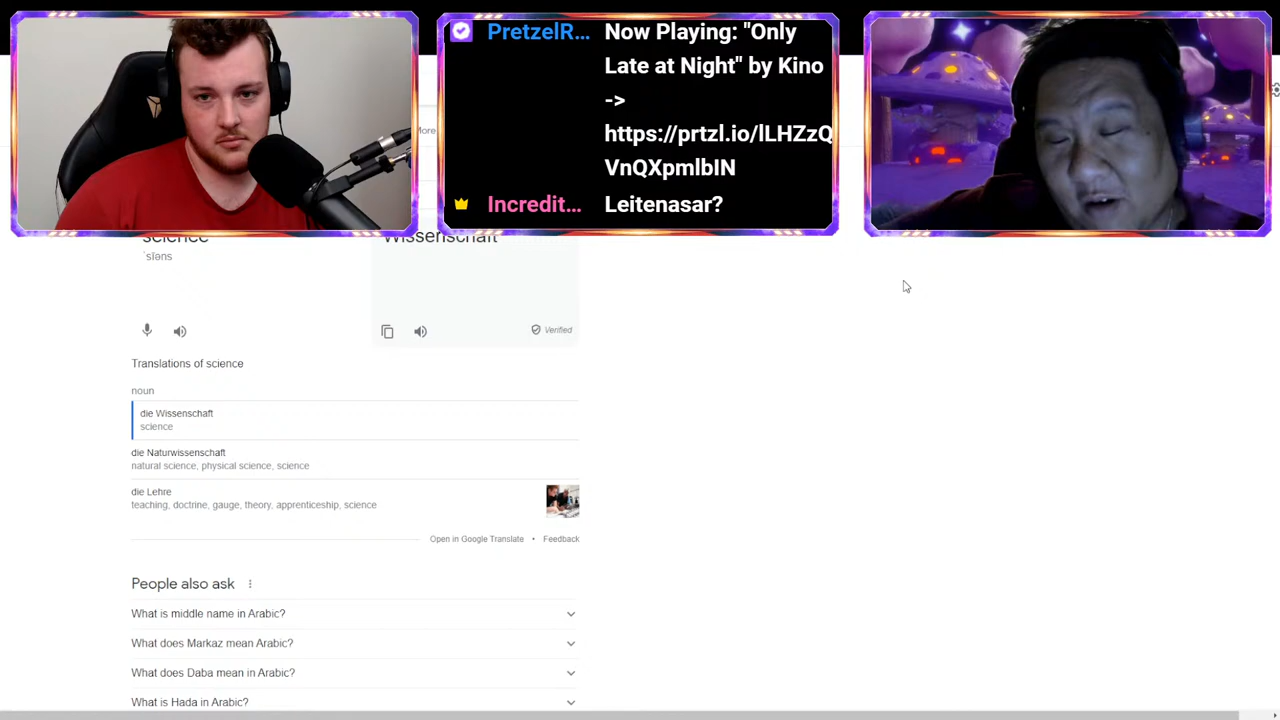 PretzelR... Now Playing: "Only
Late at Night" by Kino
->
https://prtzl.io/lLHZzQ
VnQXpmlbIN
Incredit... Leitenasar?
More
science
Wissenschaft
ˈsīəns
Verified
Translations of science
noun
die Wissenschaft
science
die Naturwissenschaft
natural science, physical science, science
die Lehre
teaching, doctrine, gauge, theory, apprenticeship, science
Open in Google Translate • Feedback
People also ask
What is middle name in Arabic?
What does Markaz mean Arabic?
What does Daba mean in Arabic?
What is Hada in Arabic?